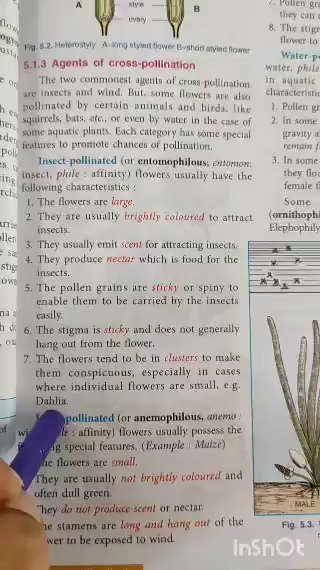 A
style
ovary
B
Fig. 5.2. Heterostyly A–long styled flower B–short styled flower
5.1.3 Agents of cross-pollination
The two commonest agents of cross-pollination
are insects and wind. But, some flowers are also
pollinated by certain animals and birds, like
squirrels, bats, etc., or even by water in the case of
some aquatic plants. Each category has some special
features to promote chances of pollination.
Insect-pollinated (or entomophilous; entomon:
insect, phile : affinity) flowers usually have the
following characteristics :
1. The flowers are large.
2. They are usually brightly coloured to attract
insects.
3. They usually emit scent for attracting insects.
4. They produce nectar which is food for the
insects.
5. The pollen grains are sticky or spiny to
enable them to be carried by the insects
easily.
6. The stigma is sticky and does not generally
hang out from the flower.
7. The flowers tend to be in clusters to make
them conspicuous, especially in cases
where individual flowers are small, e.g.
Dahlia.
pollinated (or anemophilous, anemo :
: affinity) flowers usually possess the
special features. (Example : Maize)
flowers are small.
They are usually not brightly coloured and
often dull green.
They do not produce scent or nectar.
stamens are long and hang out of the
to be exposed to wind.
7. Pollen
they can
8. The stig
flower to
Water-p
water, phile
in aquatic
characteristi
1. Pollen gr
2. In some
gravity a
remain
3. In some
they flo
female
Some
(ornithoph
Elephophily
MALE
Fig. 5.3.
InShOt